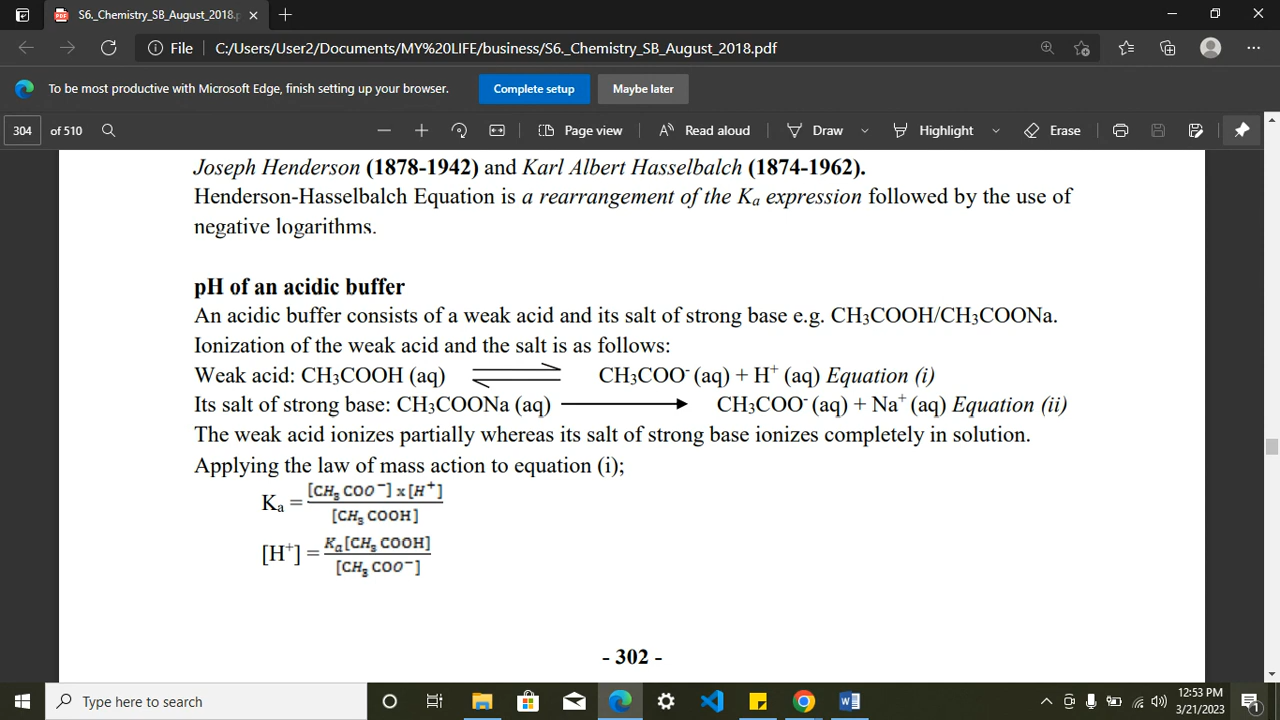 S6._Chemistry_SB_August_2018.p
File C:/Users/User2/Documents/MY%20LIFE/business/S6._Chemistry_SB_August_2018.pdf
To be most productive with Microsoft Edge, finish setting up your browser. Complete setup Maybe later
304 of 510 Page view Read aloud Draw Highlight Erase
Joseph Henderson (1878-1942) and Karl Albert Hasselbalch (1874-1962).
Henderson-Hasselbalch Equation is a rearrangement of the Kₐ expression followed by the use of
negative logarithms.
pH of an acidic buffer
An acidic buffer consists of a weak acid and its salt of strong base e.g. CH₃COOH/CH₃COONa.
Ionization of the weak acid and the salt is as follows:
Weak acid: CH₃COOH (aq) ⇌ CH₃COO⁻ (aq) + H⁺ (aq) Equation (i)
Its salt of strong base: CH₃COONa (aq) ⟶ CH₃COO⁻ (aq) + Na⁺ (aq) Equation (ii)
The weak acid ionizes partially whereas its salt of strong base ionizes completely in solution.
Applying the law of mass action to equation (i);
Kₐ = [CH₃ COO⁻] x [H⁺] / [CH₃ COOH]
[H⁺] = Kₐ[CH₃ COOH] / [CH₃ COO⁻]
- 302 -
Type here to search
12:53 PM
3/21/2023
1